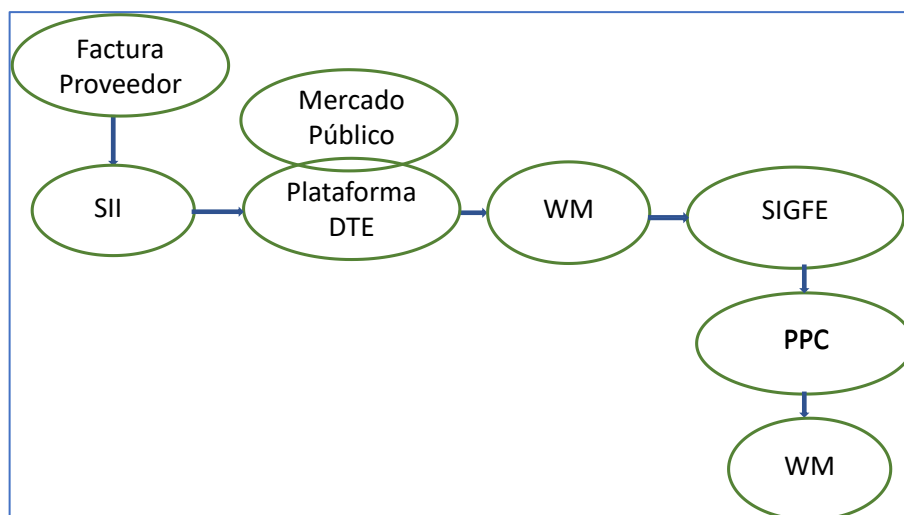 Factura
Proveedor
Mercado
Público
SII
Plataforma
DTE
WM
SIGFE
PPC
WM